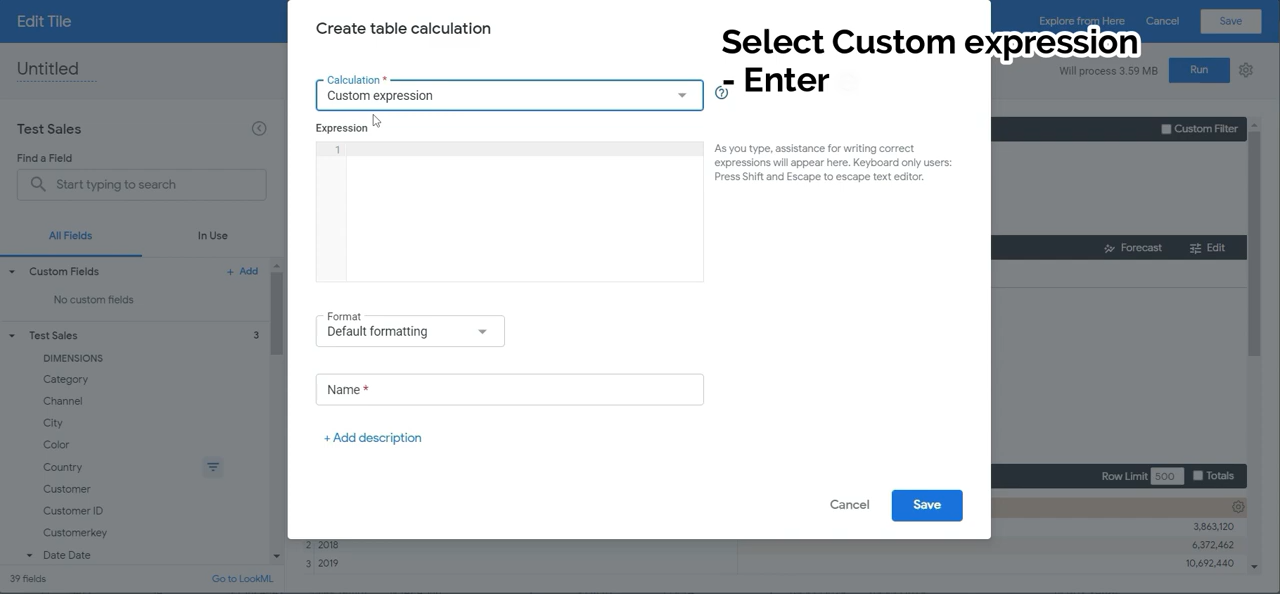 Edit Tile
Explore from Here
Cancel
Save
Untitled
Will process 3.59 MB
Run
Test Sales
Find a Field
Start typing to search
All Fields
In Use
Custom Fields
+ Add
No custom fields
Test Sales
3
DIMENSIONS
Category
Channel
City
Color
Country
Customer
Customer ID
Customerkey
Date Date
39 fields
Go to LookML
Create table calculation
Select Custom expression
- Enter
Calculation *
Custom expression
Expression
1
As you type, assistance for writing correct
expressions will appear here. Keyboard only users:
Press Shift and Escape to escape text editor.
Format
Default formatting
Name *
+ Add description
Cancel
Save
Custom Filter
Forecast
Edit
Row Limit 500
Totals
3,863,120
2 2018 6,372,462
3 2019 10,692,440